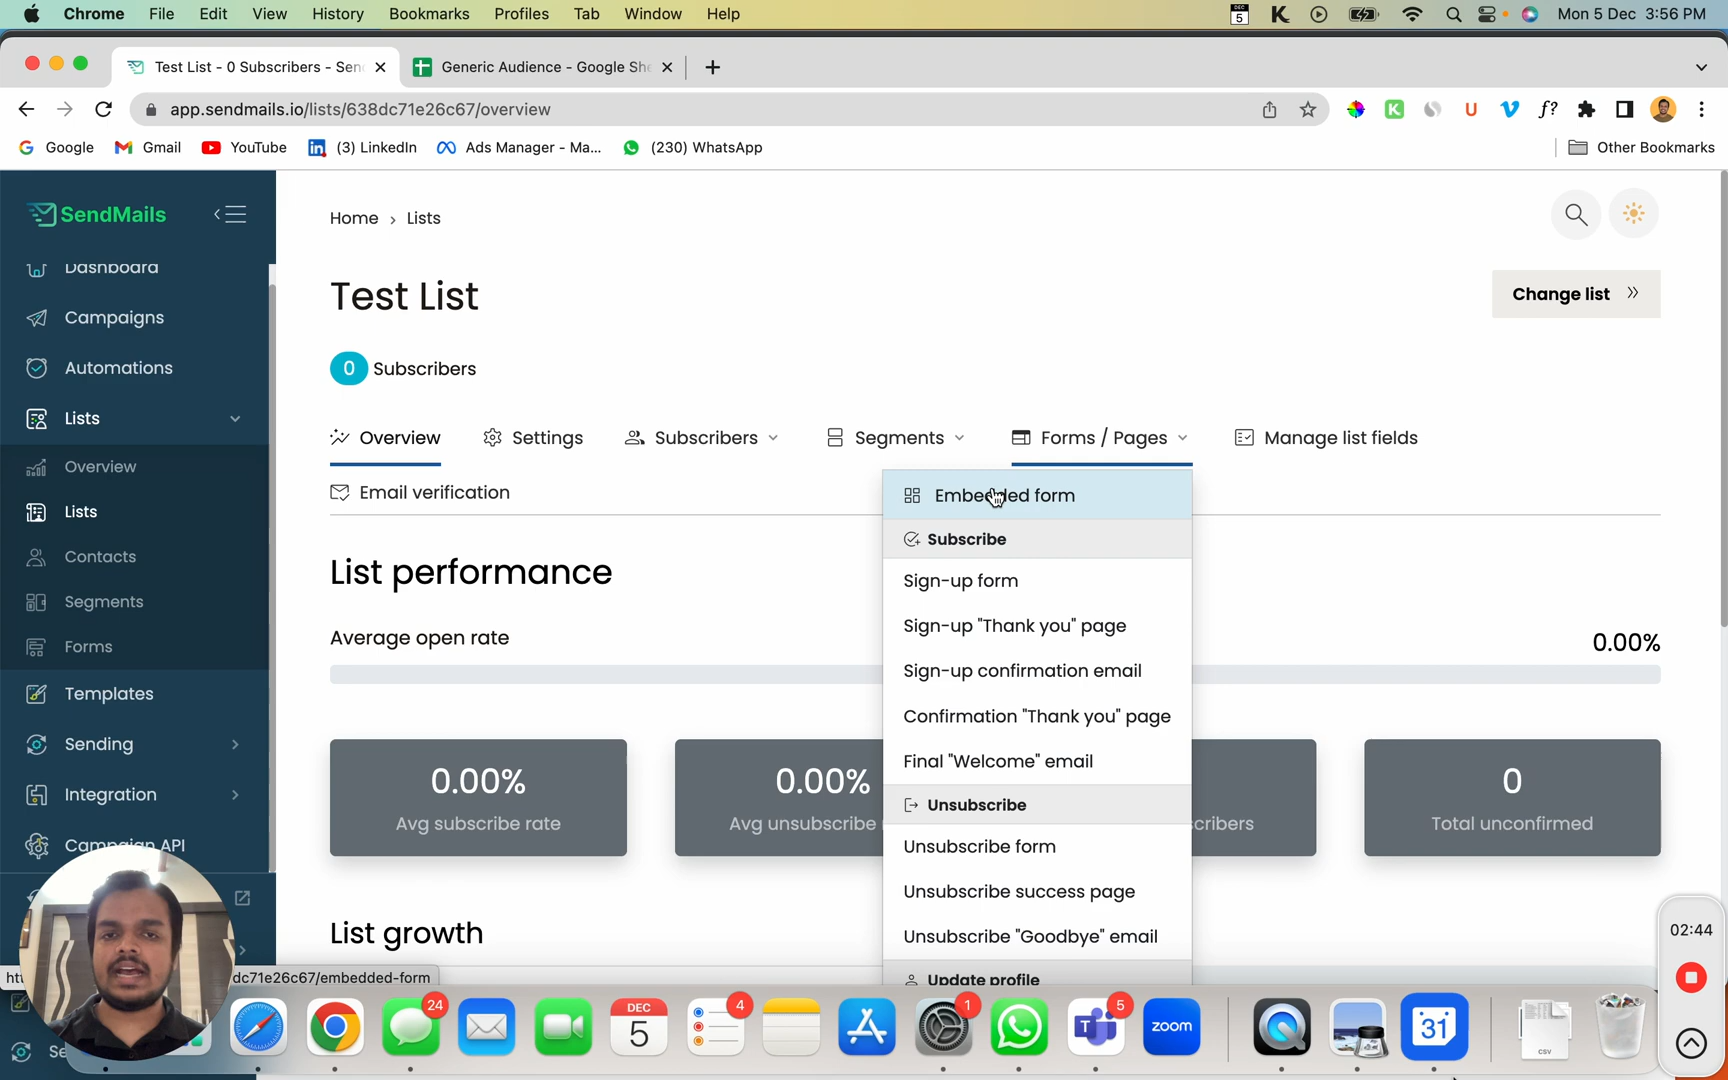 Chrome File Edit View History Bookmarks Profiles Tab Window Help
DEC 5 K Mon 5 Dec 3:56 PM
Test List - 0 Subscribers - Sen
Generic Audience - Google She
app.sendmails.io/lists/638dc71e26c67/overview
f?
Google Gmail YouTube (3) LinkedIn Ads Manager - Ma... (230) WhatsApp Other Bookmarks
SendMails
Home › Lists
Dashboard
Campaigns
Automations
Lists
Overview
Lists
Contacts
Segments
Forms
Templates
Sending
Integration
Campaign API
Test List
Change list
0 Subscribers
Overview Settings Subscribers Segments Forms / Pages Manage list fields
Email verification
Embedded form
Subscribe
Sign-up form
Sign-up "Thank you" page
Sign-up confirmation email
Confirmation "Thank you" page
Final "Welcome" email
Unsubscribe
Unsubscribe form
Unsubscribe success page
Unsubscribe "Goodbye" email
Update profile
List performance
Average open rate
0.00%
0.00%
Avg subscribe rate
0.00%
Avg unsubscribe
cribers
0
Total unconfirmed
List growth
dc71e26c67/embedded-form
02:44
24
DEC
5
4
1
5
zoom
31
CSV